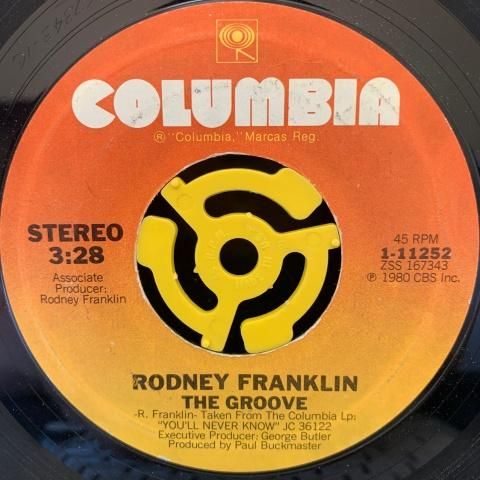 COLUMBIA
® "Columbia," Marcas Reg.
STEREO
3:28
Associate
Producer:
Rodney Franklin
45 RPM
1-11252
ZSS 167343
℗ 1980 CBS Inc.
RODNEY FRANKLIN
THE GROOVE
-R. Franklin- Taken From The Columbia Lp:
"YOU'LL NEVER KNOW" JC 36122
Executive Producer: George Butler
Produced by Paul Buckmaster